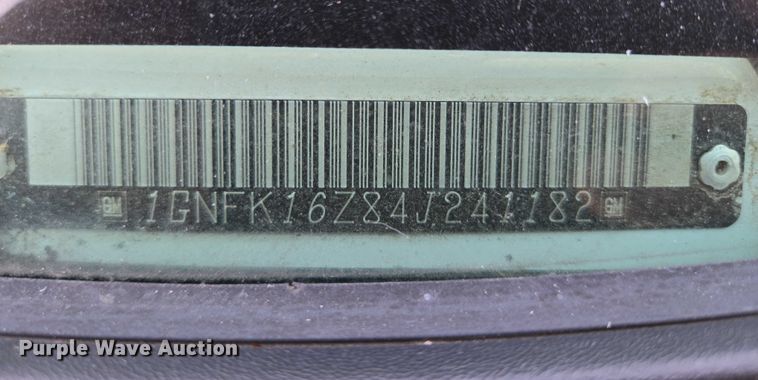 GM 1GNFK16Z84J241182 GM
Purple Wave Auction